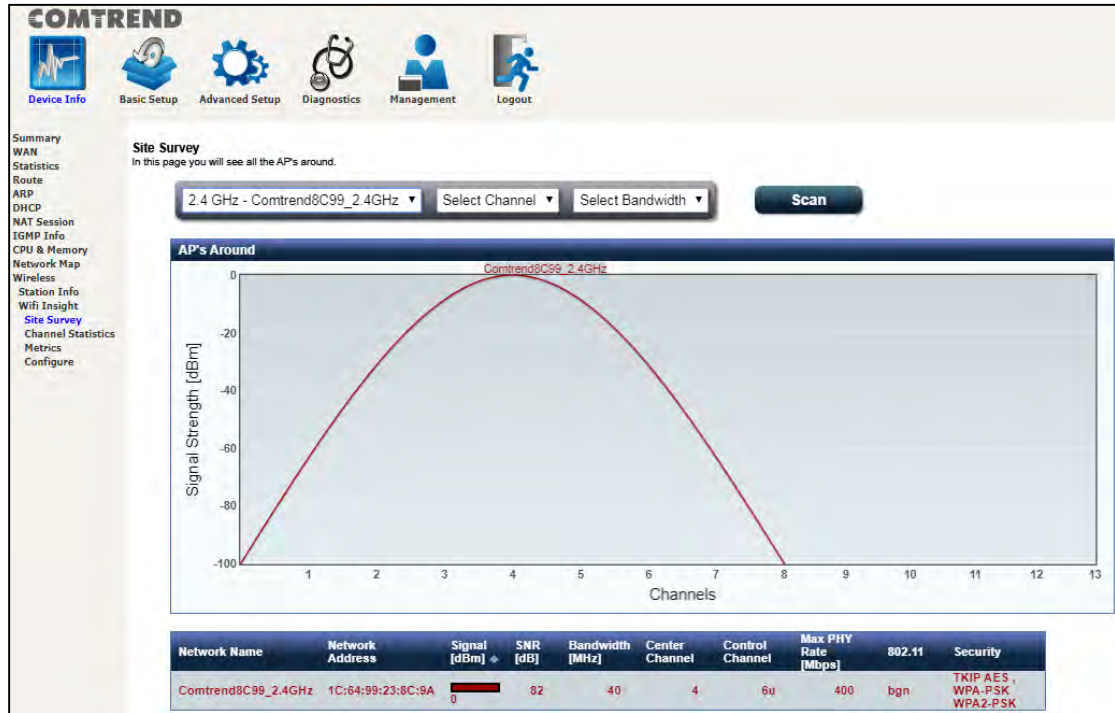 COMTREND
Device Info
Basic Setup
Advanced Setup
Diagnostics
Management
Logout
Summary
WAN
Statistics
Route
ARP
DHCP
NAT Session
IGMP Info
CPU & Memory
Network Map
Wireless
Station Info
Wifi Insight
Site Survey
Channel Statistics
Metrics
Configure
Site Survey
In this page you will see all the AP's around.
2.4 GHz - Comtrend8C99_2.4GHz Select Channel Select Bandwidth Scan
AP's Around
Comtrend8C99_2.4GHz
0
-20
-40
-60
-80
-100
Signal Strength [dBm]
1 2 3 4 5 6 7 8 9 10 11 12 13
Channels
Network Name Network Address Signal [dBm] SNR [dB] Bandwidth [MHz] Center Channel Control Channel Max PHY Rate [Mbps] 802.11 Security
Comtrend8C99_2.4GHz 1C:64:99:23:8C:9A 0 82 40 4 6u 400 bgn TKIP AES , WPA-PSK WPA2-PSK